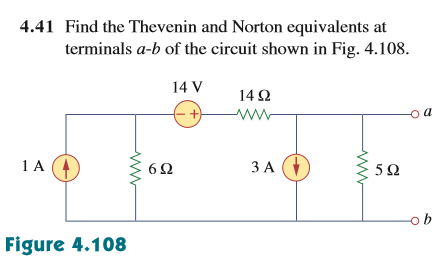 4.41 Find the Thevenin and Norton equivalents at
terminals a-b of the circuit shown in Fig. 4.108.
14 V
14 Ω
− +
a
1 A
6 Ω
3 A
5 Ω
b
Figure 4.108